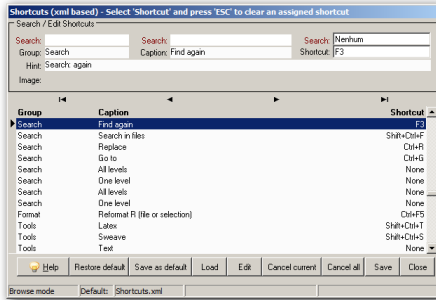 Shortcuts (xml based) - Select 'Shortcut' and press 'ESC' to clear an assigned shortcut
Search / Edit Shortcuts
Search: Search: Search: Nenhum
Group: Search Caption: Find again Shortcut: F3
Hint: Search: again
Image:
Group Caption Shortcut
Search Find again F3
Search Search in files Shift+Ctrl+F
Search Replace Ctrl+R
Search Go to Ctrl+G
Search All levels None
Search One level None
Search All levels None
Search One level None
Format Reformat R (file or selection) Ctrl+F5
Tools Latex Shift+Ctrl+T
Tools Sweave Shift+Ctrl+S
Tools Text None
Help Restore default Save as default Load Edit Cancel current Cancel all Save Close
Browse mode Default: Shortcuts.xml